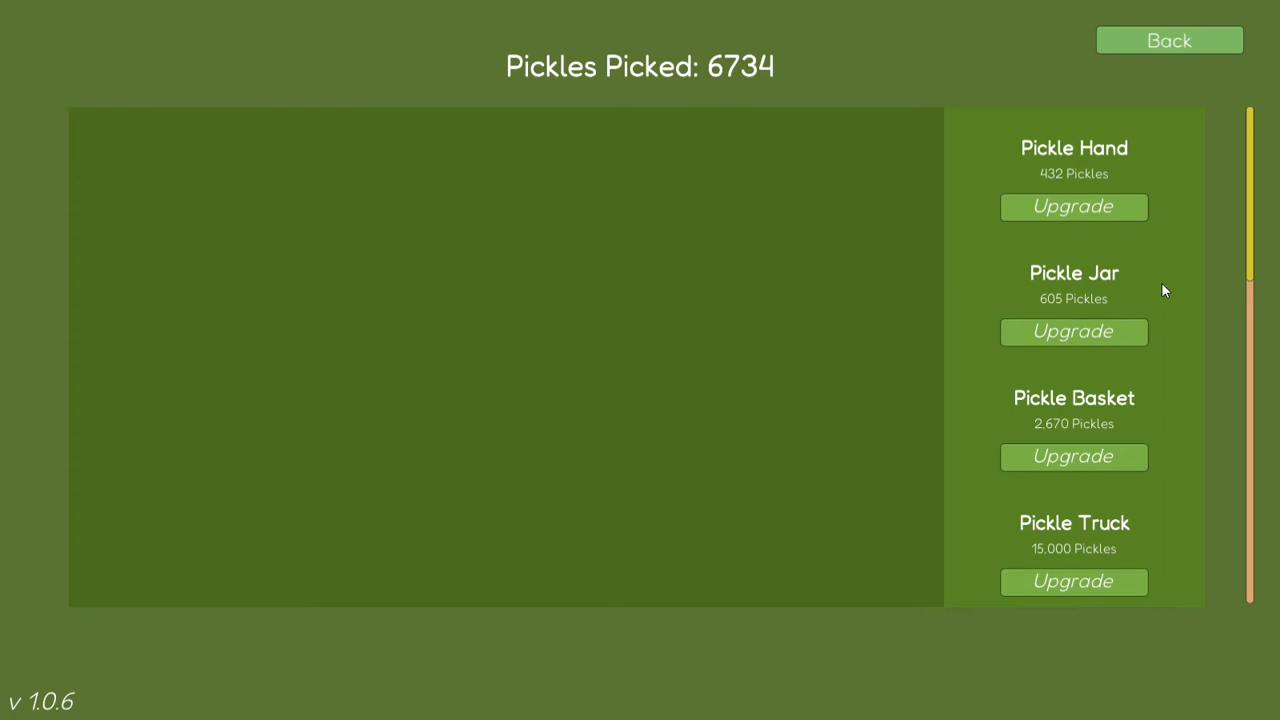 Back
Pickles Picked: 6734
Pickle Hand
432 Pickles
Upgrade
Pickle Jar
605 Pickles
Upgrade
Pickle Basket
2,670 Pickles
Upgrade
Pickle Truck
15,000 Pickles
Upgrade
v 1.0.6